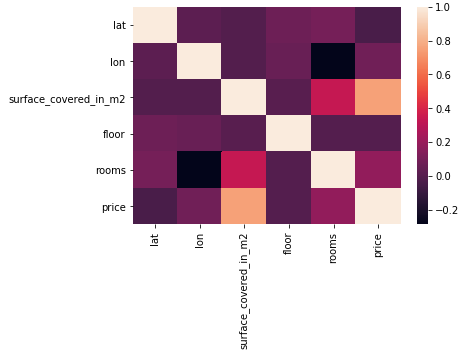 lat
lon
surface_covered_in_m2
floor
rooms
price
lat
lon
surface_covered_in_m2
floor
rooms
price
1.0
0.8
0.6
0.4
0.2
0.0
−0.2